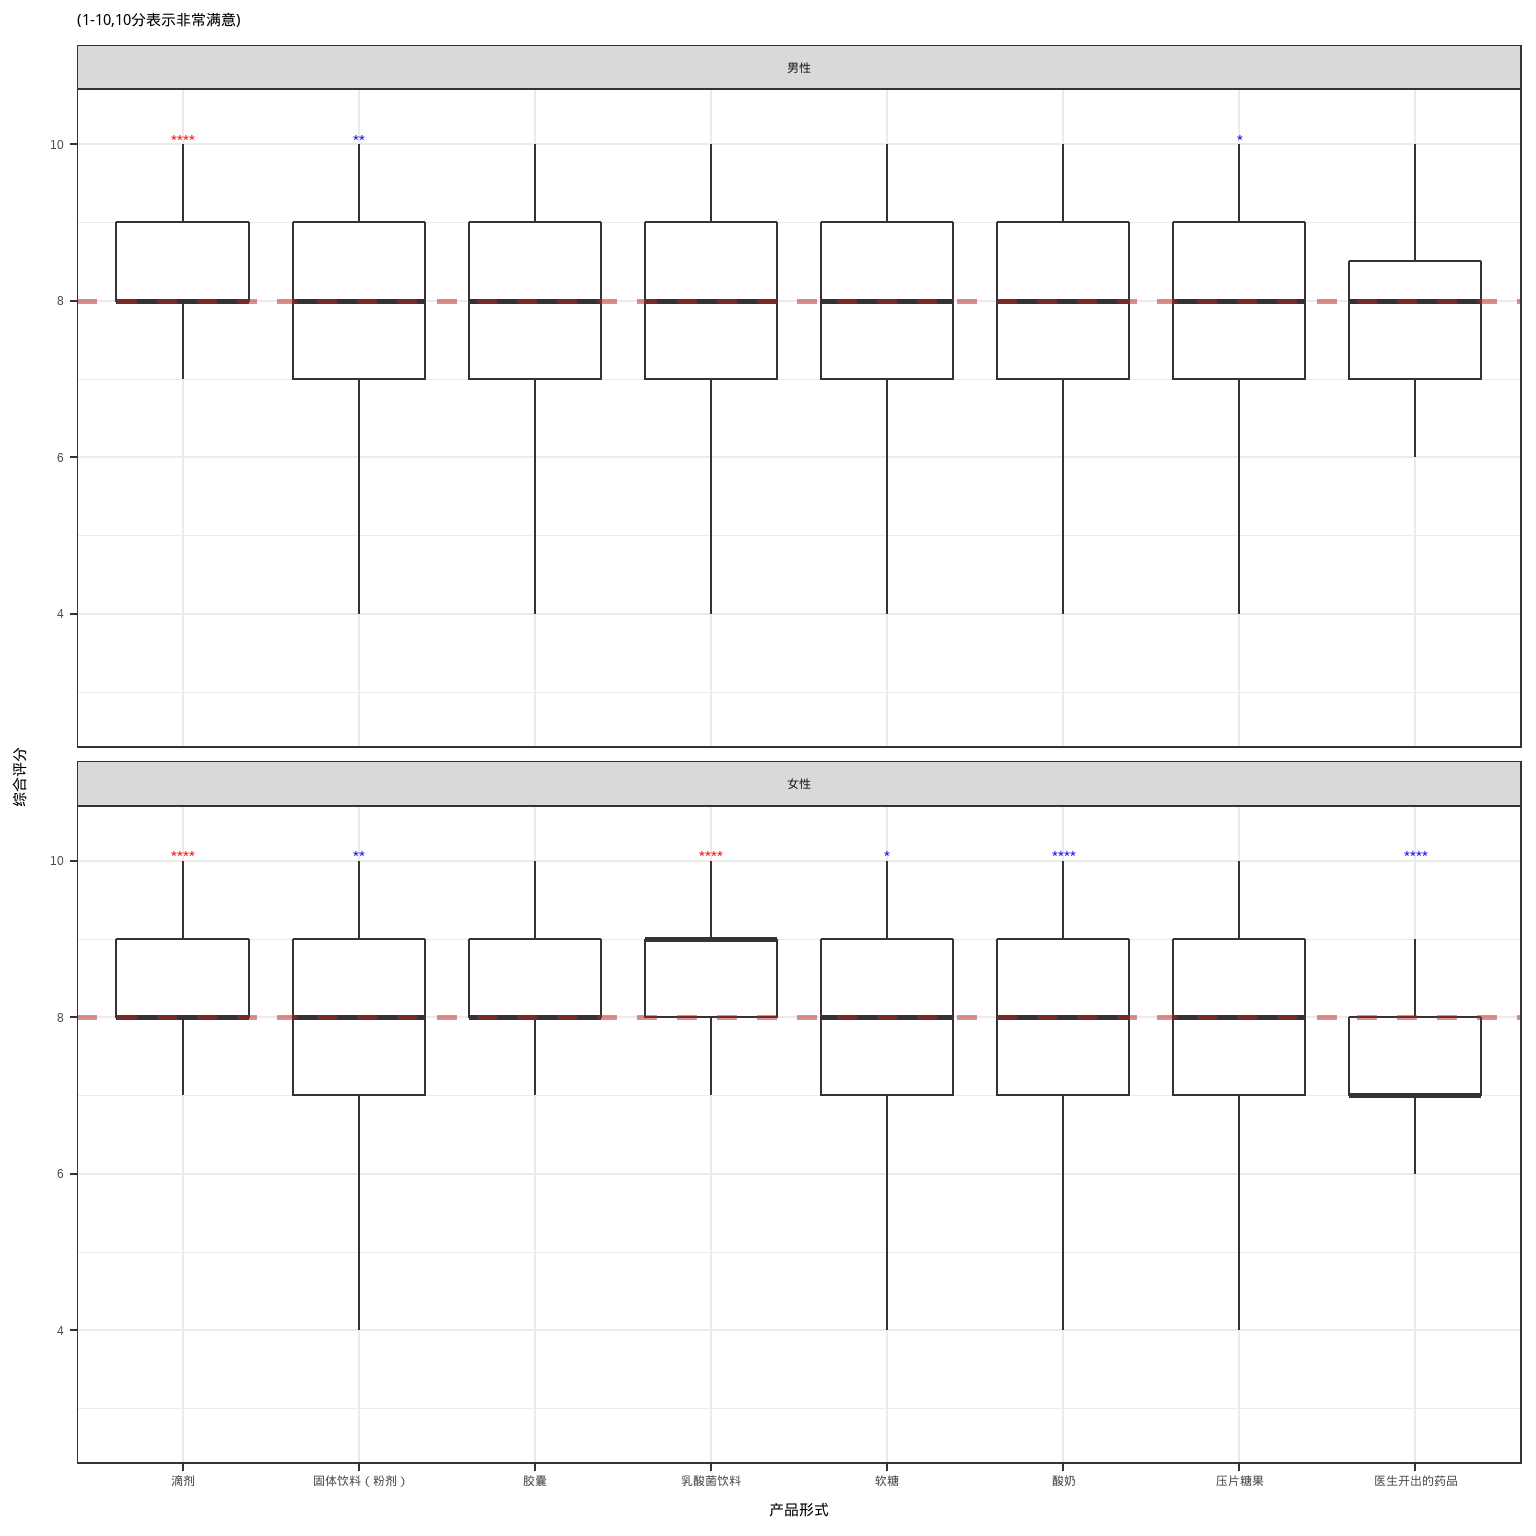 (1-10,10分表示非常满意)
男性
**** ** *
10
8
6
4
综合评分
女性
**** ** **** * **** ****
10
8
6
4
滴剂 固体饮料（粉剂） 胶囊 乳酸菌饮料 软糖 酸奶 压片糖果 医生开出的药品
产品形式